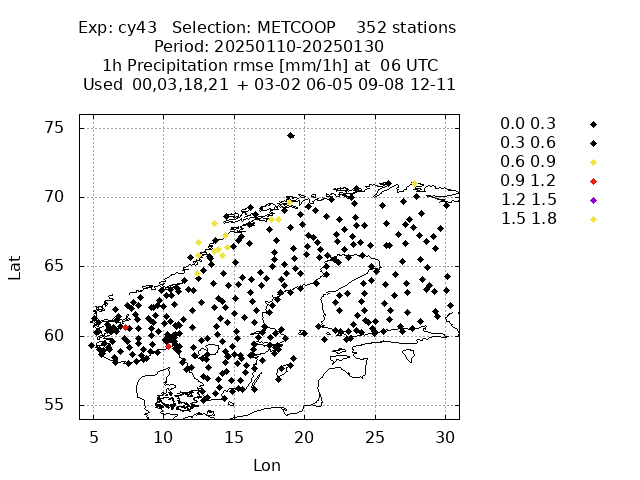 Exp: cy43 Selection: METCOOP 352 stations
Period: 20250110-20250130
1h Precipitation rmse [mm/1h] at 06 UTC
Used 00,03,18,21 + 03-02 06-05 09-08 12-11
0.0 0.3
0.3 0.6
0.6 0.9
0.9 1.2
1.2 1.5
1.5 1.8
75
70
65
60
55
Lat
5 10 15 20 25 30
Lon